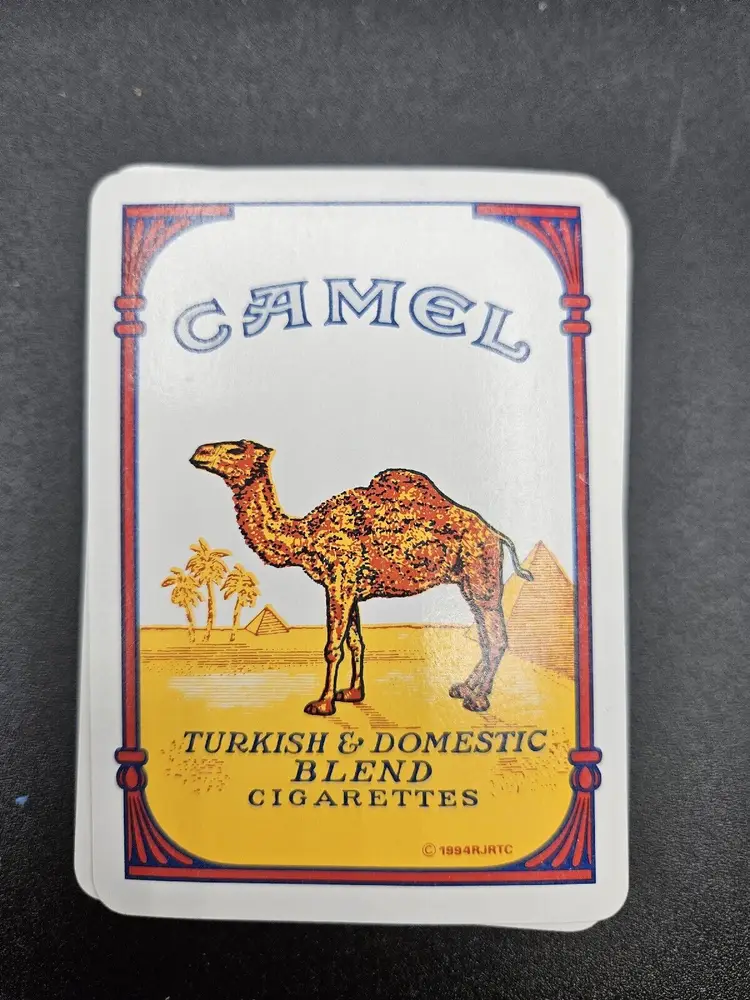 CAMEL
TURKISH & DOMESTIC
BLEND
CIGARETTES
© 1994RJRTC